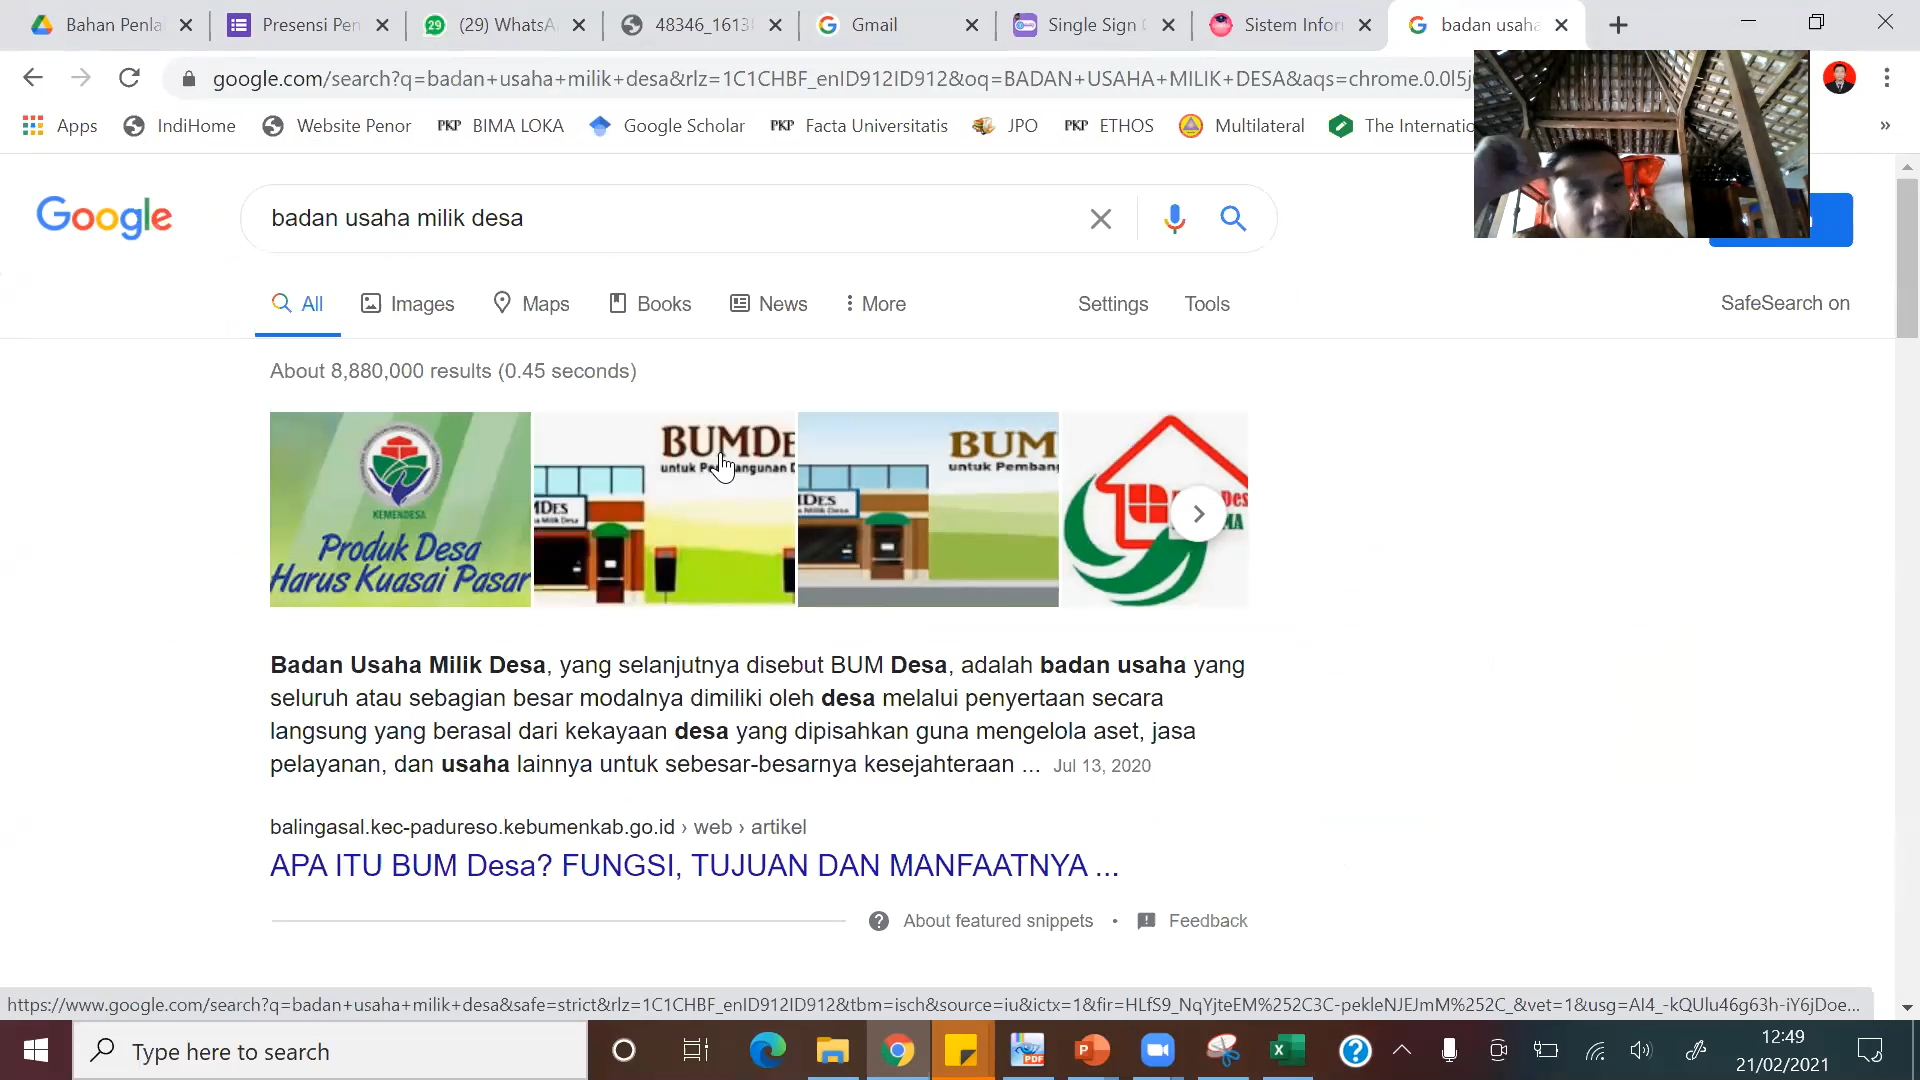 Bahan Penla
Presensi Pen
(29) WhatsA
48346_1613
Gmail
Single Sign
Sistem Infor
badan usaha
google.com/search?q=badan+usaha+milik+desa&rlz=1C1CHBF_enID912ID912&oq=BADAN+USAHA+MILIK+DESA&aqs=chrome.0.0l5j
Apps
IndiHome
Website Penor
PKP BIMA LOKA
Google Scholar
PKP Facta Universitatis
JPO
PKP ETHOS
Multilateral
The Internatio
»
Google
badan usaha milik desa
All
Images
Maps
Books
News
More
Settings
Tools
SafeSearch on
About 8,880,000 results (0.45 seconds)
KEMENDESA
Produk Desa
Harus Kuasai Pasar
BUMDe
untuk Pembangunan D
MDes
BUM
untuk Pemban
Des
Badan Usaha Milik Desa, yang selanjutnya disebut BUM Desa, adalah badan usaha yang
seluruh atau sebagian besar modalnya dimiliki oleh desa melalui penyertaan secara
langsung yang berasal dari kekayaan desa yang dipisahkan guna mengelola aset, jasa
pelayanan, dan usaha lainnya untuk sebesar-besarnya kesejahteraan ... Jul 13, 2020
balingasal.kec-padureso.kebumenkab.go.id › web › artikel
APA ITU BUM Desa? FUNGSI, TUJUAN DAN MANFAATNYA ...
About featured snippets • Feedback
https://www.google.com/search?q=badan+usaha+milik+desa&safe=strict&rlz=1C1CHBF_enID912ID912&tbm=isch&source=iu&ictx=1&fir=HLfS9_NqYjteEM%252C3C-pekleNJEJmM%252C_&vet=1&usg=AI4_-kQUlu46g63h-iY6jDoe...
Type here to search
12:49
21/02/2021